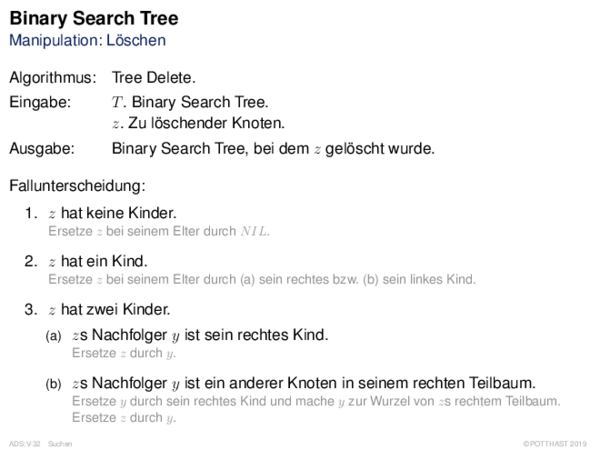 Binary Search Tree
Manipulation: Löschen
Algorithmus: Tree Delete.
Eingabe: T. Binary Search Tree.
z. Zu löschender Knoten.
Ausgabe: Binary Search Tree, bei dem z gelöscht wurde.
Fallunterscheidung:
1. z hat keine Kinder.
Ersetze z bei seinem Elter durch NIL.
2. z hat ein Kind.
Ersetze z bei seinem Elter durch (a) sein rechtes bzw. (b) sein linkes Kind.
3. z hat zwei Kinder.
(a) zs Nachfolger y ist sein rechtes Kind.
Ersetze z durch y.
(b) zs Nachfolger y ist ein anderer Knoten in seinem rechten Teilbaum.
Ersetze y durch sein rechtes Kind und mache y zur Wurzel von zs rechtem Teilbaum.
Ersetze z durch y.
ADS:V-32 Suchen © POTTHAST 2019